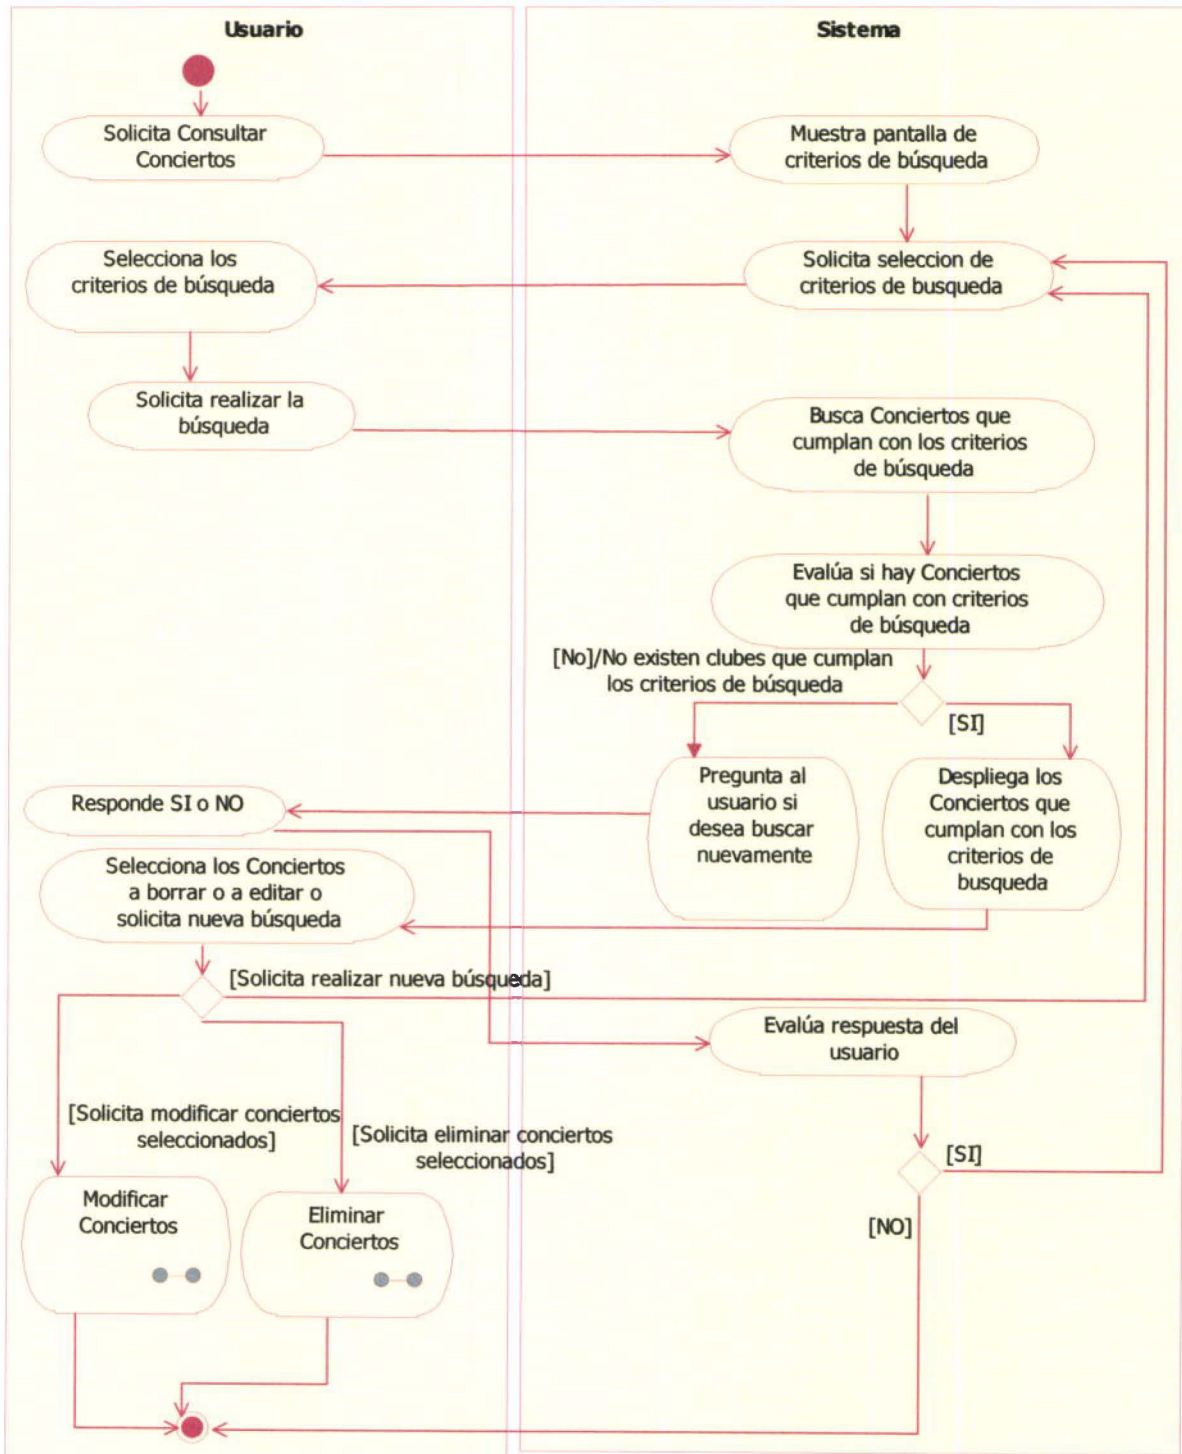 Usuario
Sistema
Solicita Consultar
Conciertos
Muestra pantalla de
criterios de búsqueda
Selecciona los
criterios de búsqueda
Solicita seleccion de
criterios de busqueda
Solicita realizar la
búsqueda
Busca Conciertos que
cumplan con los criterios
de búsqueda
Evalúa si hay Conciertos
que cumplan con criterios
de búsqueda
[No]/No existen clubes que cumplan
los criterios de búsqueda
[SI]
Pregunta al
usuario si
desea buscar
nuevamente
Despliega los
Conciertos que
cumplan con los
criterios de
busqueda
Responde SI o NO
Selecciona los Conciertos
a borrar o a editar o
solicita nueva búsqueda
[Solicita realizar nueva búsqueda]
Evalúa respuesta del
usuario
[Solicita modificar conciertos
seleccionados]
[Solicita eliminar conciertos
seleccionados]
[SI]
[NO]
Modificar
Conciertos
Eliminar
Conciertos